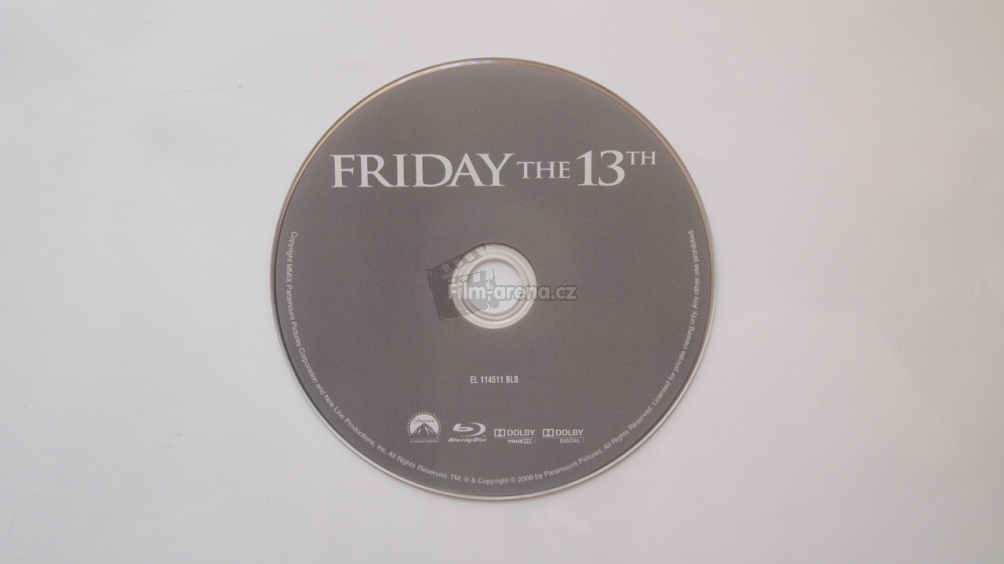 FRIDAY THE 13TH
Film-arena.cz
EL 114511 BLB
Paramount
Blu-ray Disc
DOLBY
TRUEHD
DOLBY
DIGITAL
Copyright MMIX Paramount Pictures Corporation and New Line Productions, Inc. All Rights Reserved. TM, ® & Copyright © 2009 by Paramount Pictures. All Rights Reserved. Licensed for private viewing only. Any other use prohibited.